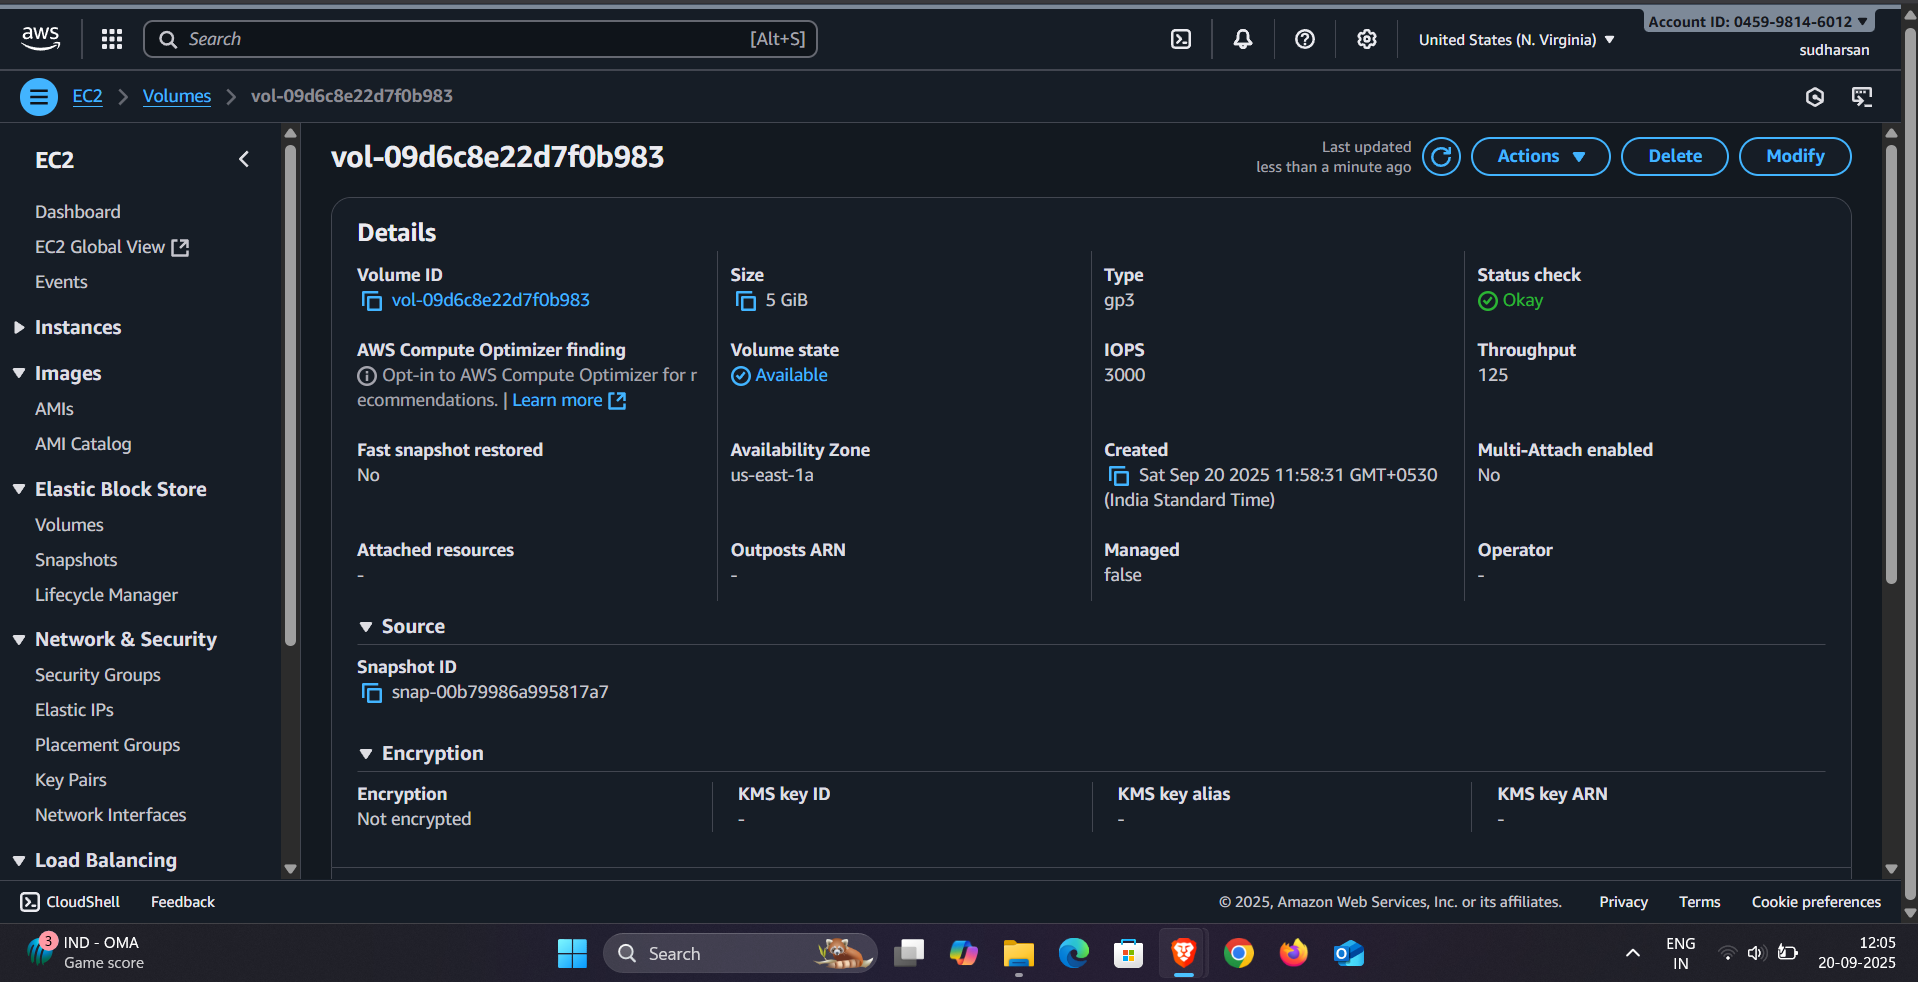 aws
Search
[Alt+S]
United States (N. Virginia)
Account ID: 0459-9814-6012
sudharsan
EC2
Volumes
vol-09d6c8e22d7f0b983
EC2
Dashboard
EC2 Global View
Events
Instances
Images
AMIs
AMI Catalog
Elastic Block Store
Volumes
Snapshots
Lifecycle Manager
Network & Security
Security Groups
Elastic IPs
Placement Groups
Key Pairs
Network Interfaces
Load Balancing
vol-09d6c8e22d7f0b983
Last updated
less than a minute ago
Actions
Delete
Modify
Details
Volume ID
vol-09d6c8e22d7f0b983
Size
5 GiB
Type
gp3
Status check
Okay
AWS Compute Optimizer finding
Opt-in to AWS Compute Optimizer for r
ecommendations. | Learn more
Volume state
Available
IOPS
3000
Throughput
125
Fast snapshot restored
No
Availability Zone
us-east-1a
Created
Sat Sep 20 2025 11:58:31 GMT+0530
(India Standard Time)
Multi-Attach enabled
No
Attached resources
-
Outposts ARN
-
Managed
false
Operator
-
Source
Snapshot ID
snap-00b79986a995817a7
Encryption
Encryption
Not encrypted
KMS key ID
-
KMS key alias
-
KMS key ARN
-
CloudShell
Feedback
© 2025, Amazon Web Services, Inc. or its affiliates.
Privacy
Terms
Cookie preferences
3
IND - OMA
Game score
Search
ENG
IN
12:05
20-09-2025